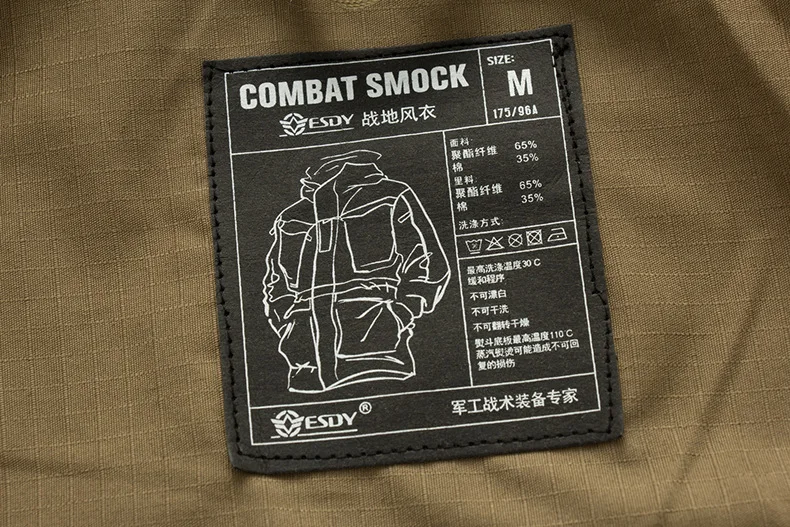 COMBAT SMOCK
ESDY 战地风衣
SIZE:
M
175/96A
面料:
聚酯纤维 65%
棉 35%
里料:
聚酯纤维 65%
棉 35%
洗涤方式:
最高洗涤温度30 C
缓和程序
不可漂白
不可干洗
不可翻转干燥
熨斗底板最高温度110 C
蒸汽熨烫可能造成不可回
复的损伤
ESDY®
军工战术装备专家